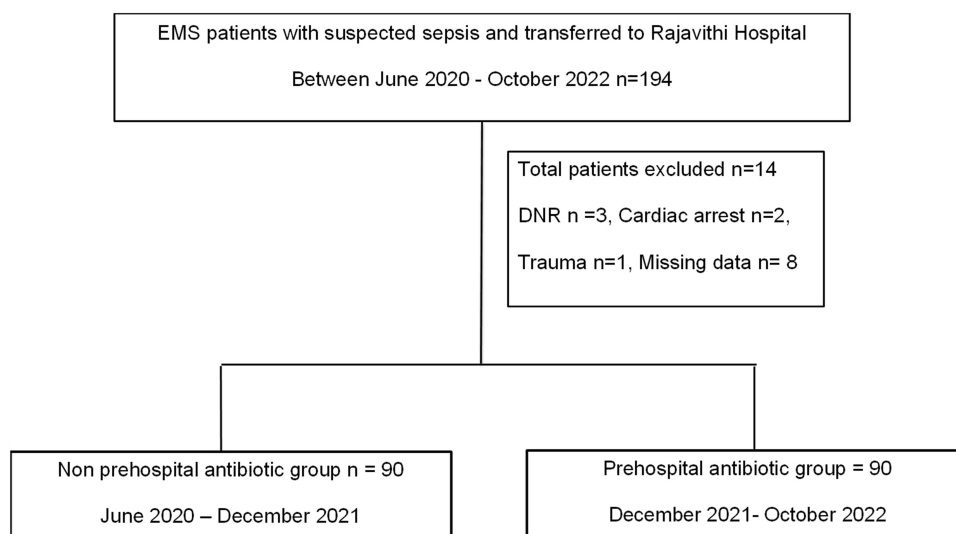 EMS patients with suspected sepsis and transferred to Rajavithi Hospital
Between June 2020 - October 2022 n=194
Total patients excluded n=14
DNR n =3, Cardiac arrest n=2,
Trauma n=1, Missing data n= 8
Non prehospital antibiotic group n = 90
June 2020 – December 2021
Prehospital antibiotic group = 90
December 2021- October 2022